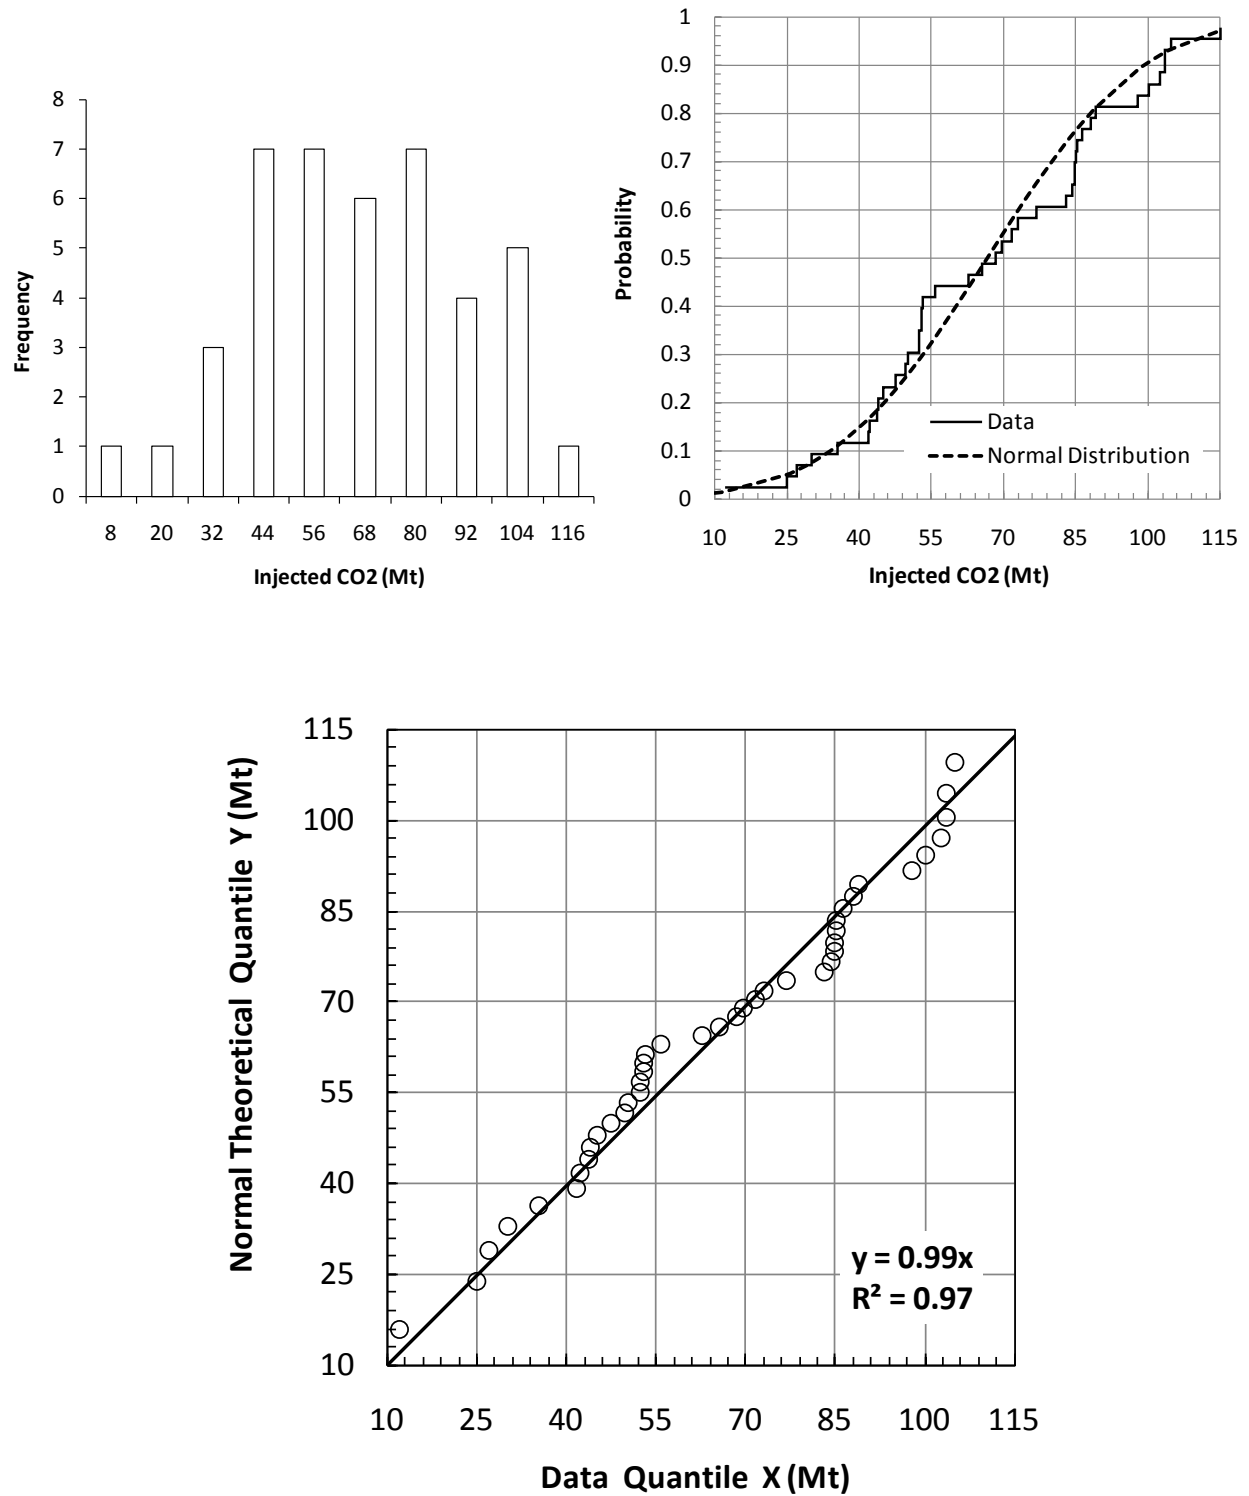 8
7
6
5
4
3
2
1
0
Frequency
8 20 32 44 56 68 80 92 104 116
Injected CO2 (Mt)
1
0.9
0.8
0.7
0.6
0.5
0.4
0.3
0.2
0.1
0
Probability
Data
Normal Distribution
10 25 40 55 70 85 100 115
Injected CO2 (Mt)
115
100
85
70
55
40
25
10
Normal Theoretical Quantile Y (Mt)
y = 0.99x
R² = 0.97
10 25 40 55 70 85 100 115
Data Quantile X (Mt)